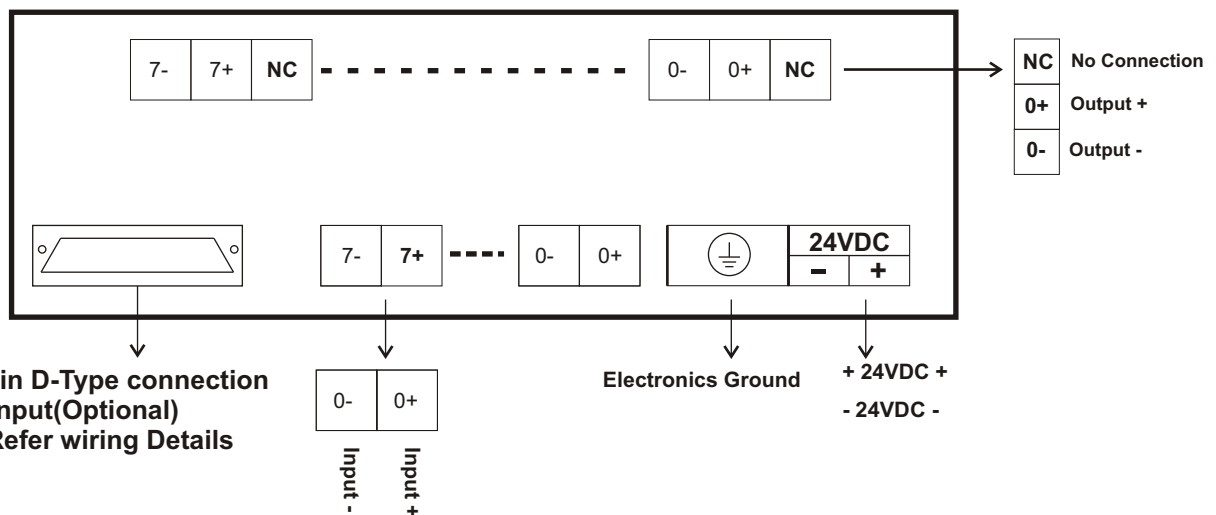 7- 7+ NC 0- 0+ NC
NC No Connection
0+ Output +
0- Output -
7- 7+ 0- 0+
24VDC
- +
in D-Type connection
nput(Optional)
Refer wiring Details
0- 0+
Input -
Input +
Electronics Ground
+ 24VDC +
- 24VDC -